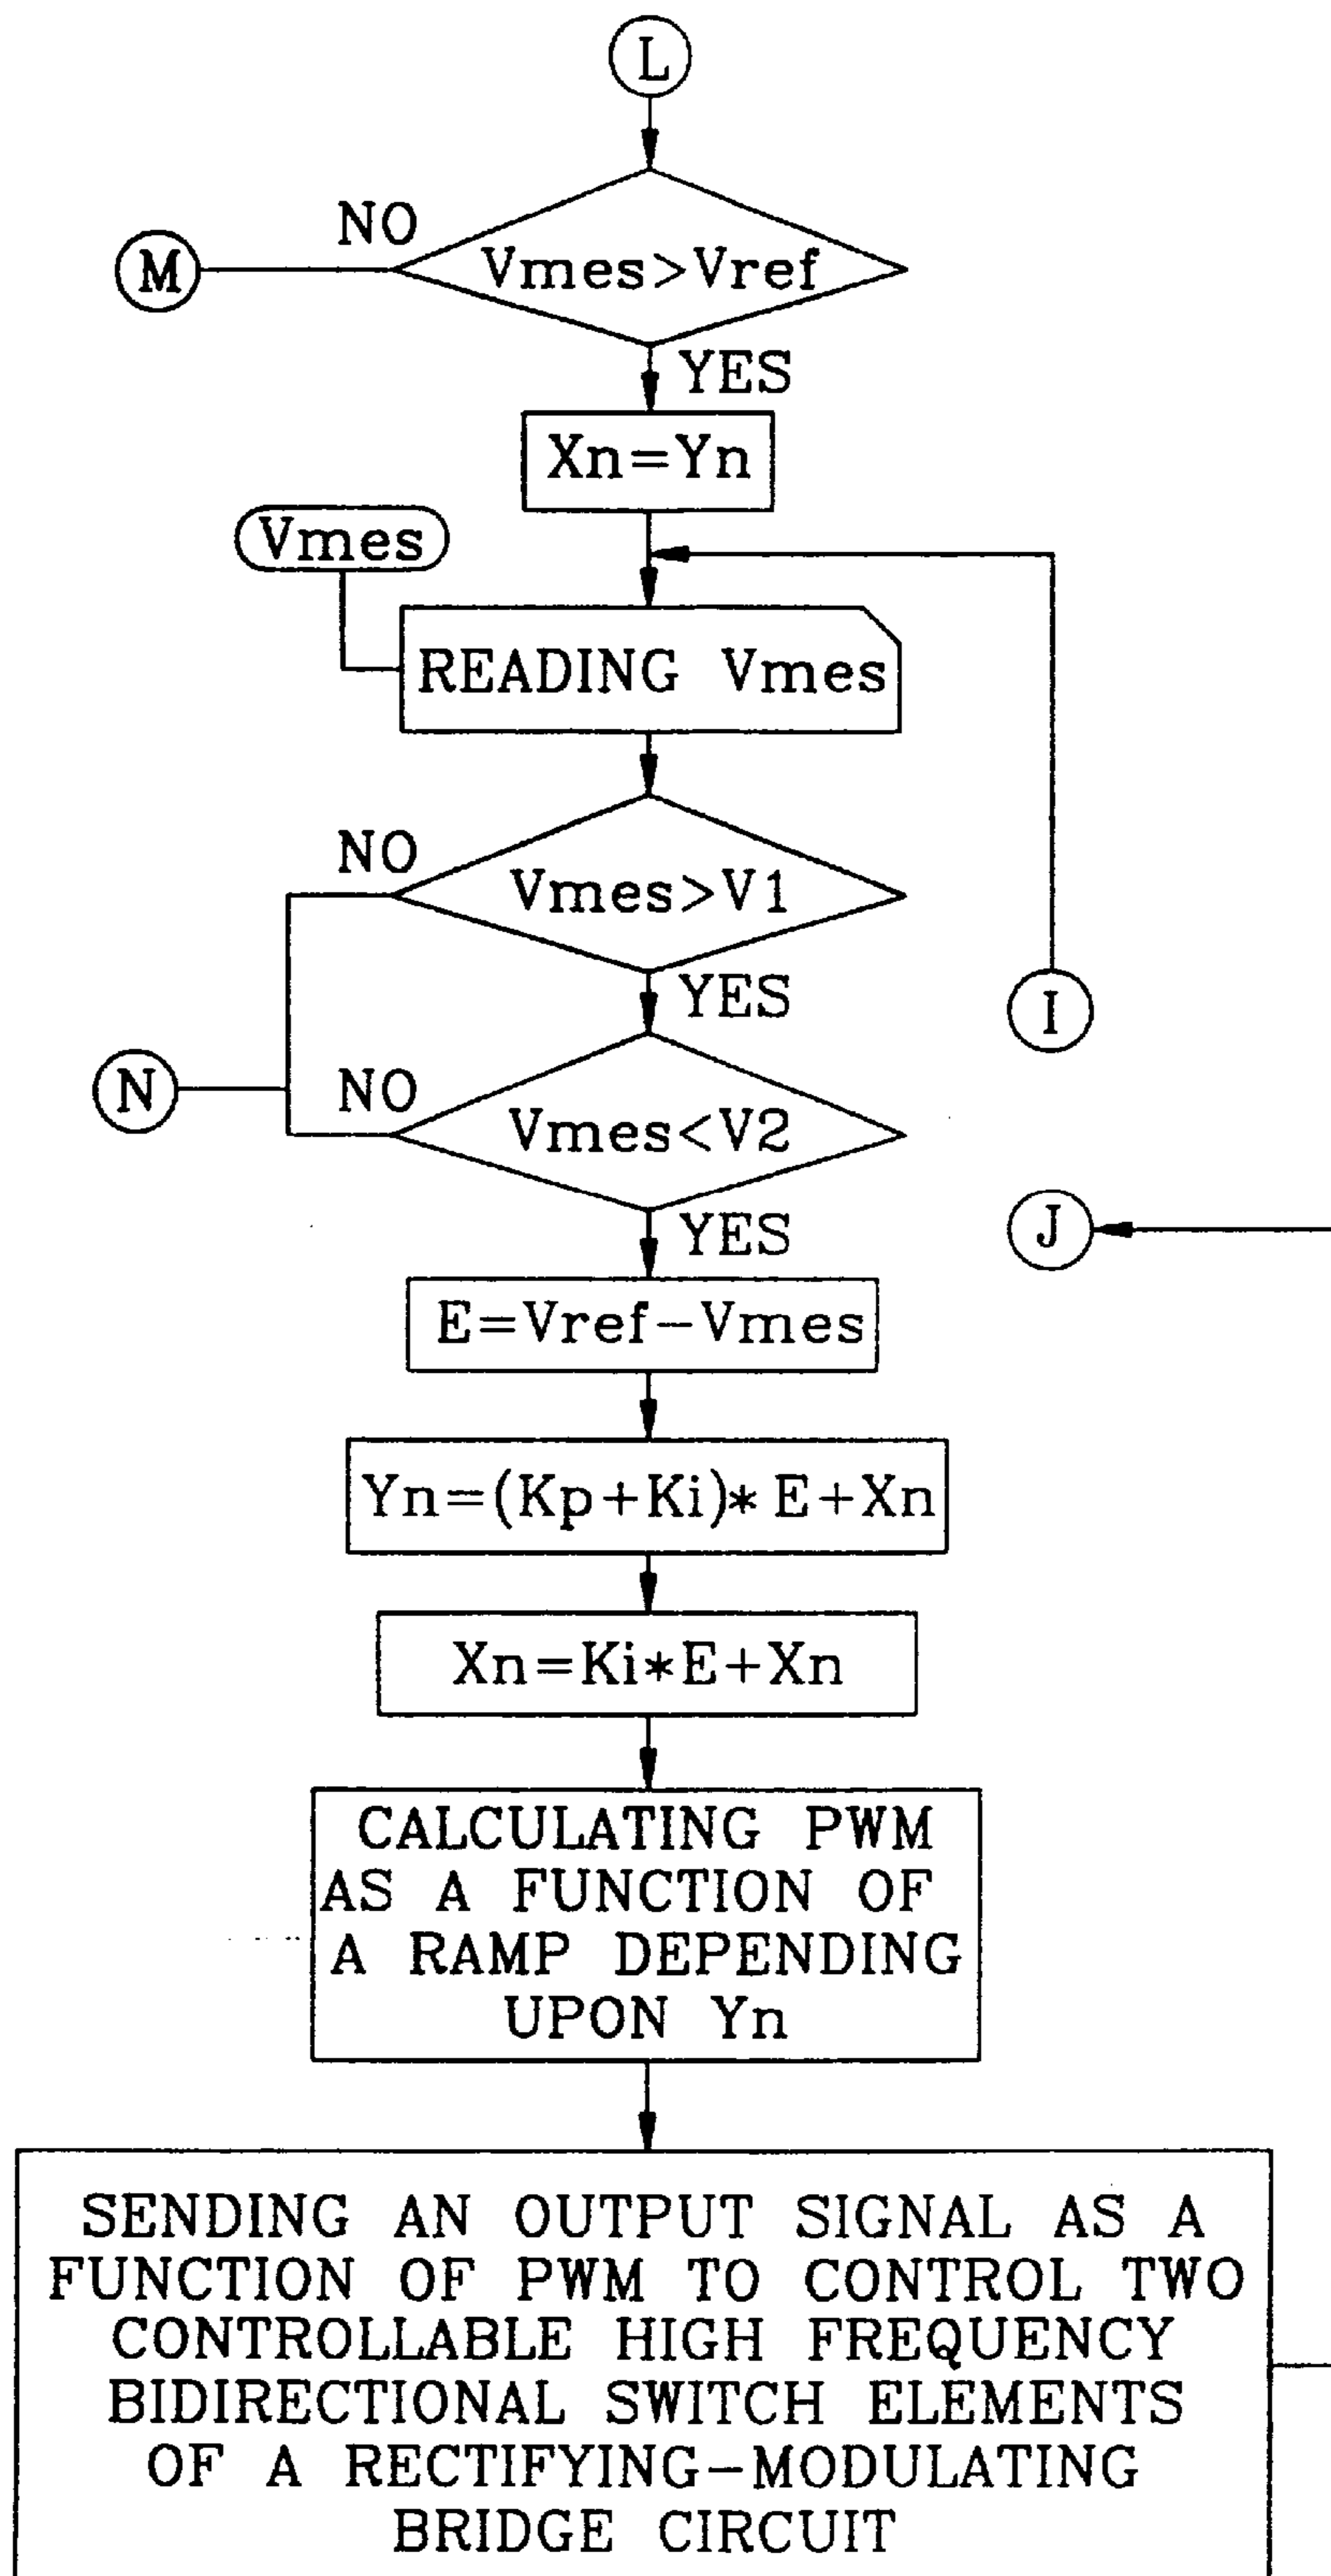 L
NO
M
Vmes>Vref
YES
Xn=Yn
Vmes
READING Vmes
NO
Vmes>V1
YES
I
N
NO
Vmes<V2
J
YES
E=Vref-Vmes
Yn=(Kp+Ki)* E+Xn
Xn=Ki*E+Xn
CALCULATING PWM
AS A FUNCTION OF
A RAMP DEPENDING
UPON Yn
SENDING AN OUTPUT SIGNAL AS A
FUNCTION OF PWM TO CONTROL TWO
CONTROLLABLE HIGH FREQUENCY
BIDIRECTIONAL SWITCH ELEMENTS
OF A RECTIFYING-MODULATING
BRIDGE CIRCUIT